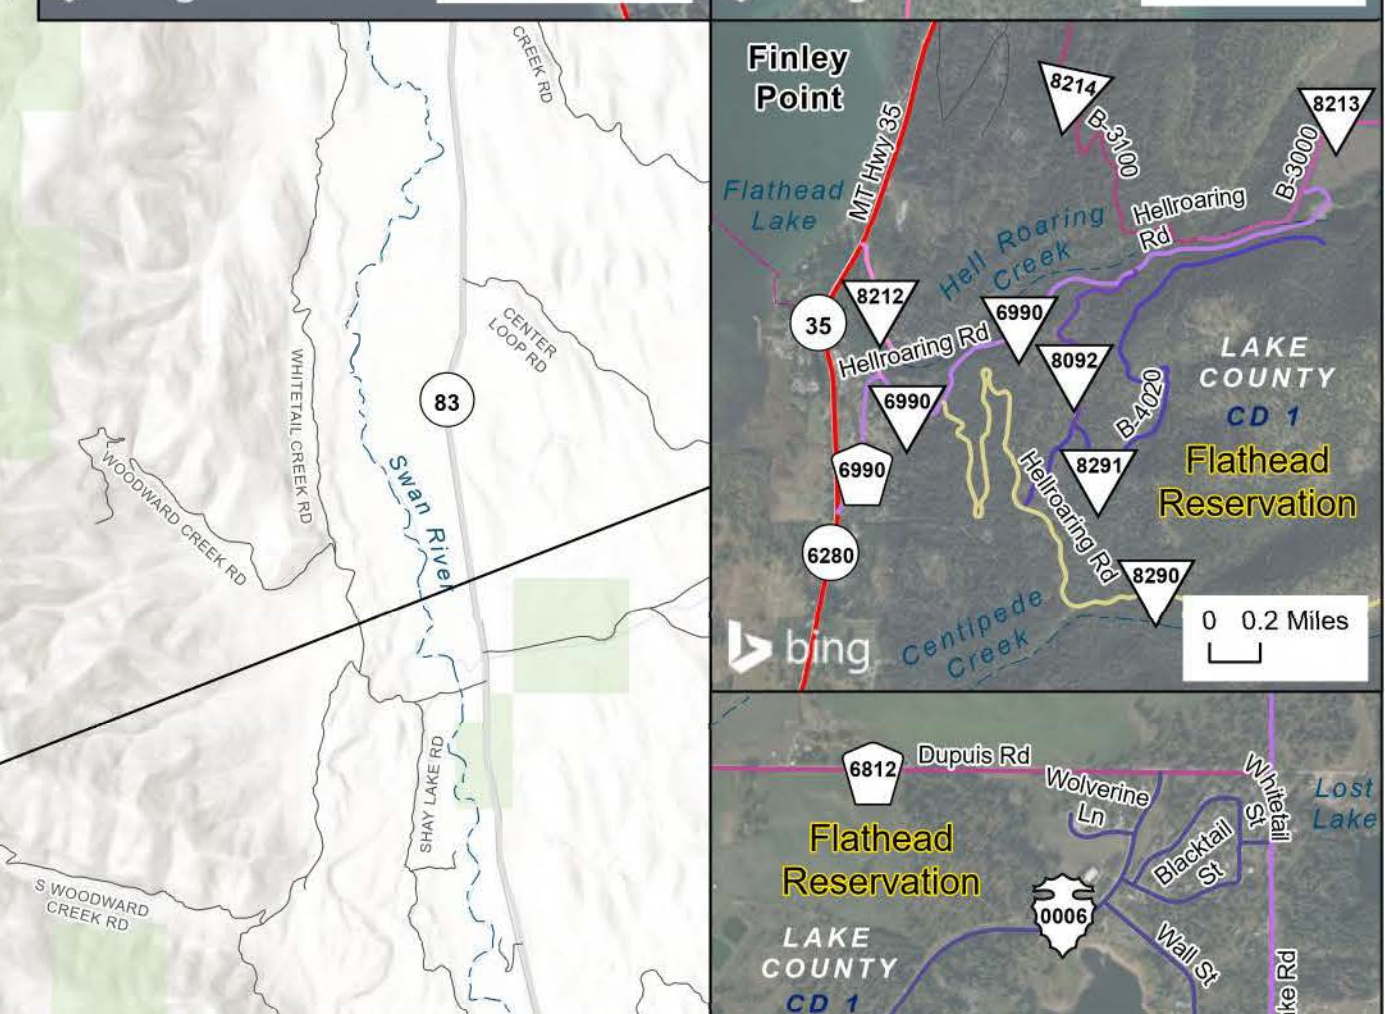 CREEK RD
CENTER
LOOP RD
WHITETAIL CREEK RD
83
WOODWARD CREEK RD
Swan River
SHAY LAKE RD
S WOODWARD
CREEK RD
Finley
Point
8214
8213
MT Hwy 35
B-3100
B-3000
Flathead
Lake
Hellroaring
Rd
Hell Roaring
Creek
8212
6990
35
Hellroaring Rd
8092
LAKE
COUNTY
CD 1
6990
B-4020
Flathead
Reservation
6990
8291
Hellroaring Rd
6280
8290
Centipede
Creek
0 0.2 Miles
bing
6812
Dupuis Rd
Wolverine
Ln
Whitetail
St
Lost
Lake
Flathead
Reservation
Blacktail
St
0006
LAKE
COUNTY
CD 1
Wall St
Rd